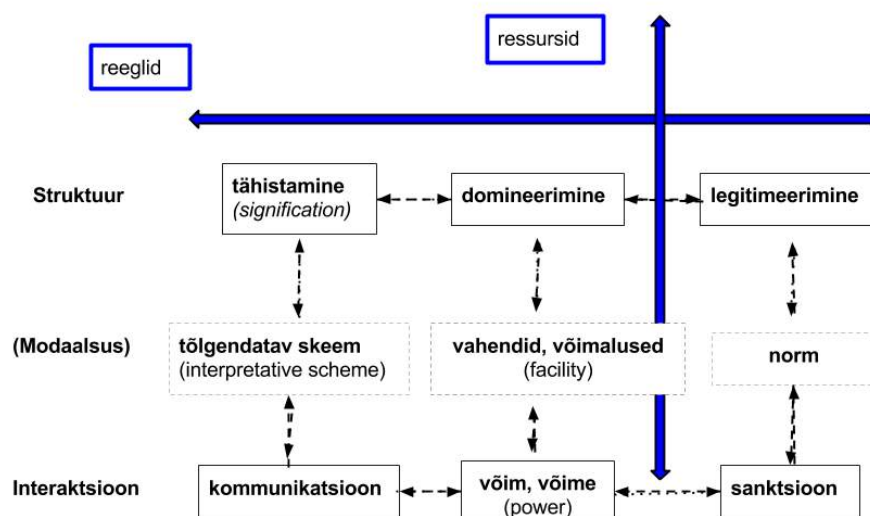 ressursid
reeglid
Struktuur
tähistamine
(signification)
domineerimine
legitimeerimine
(Modaalsus)
tõlgendatav skeem
(interpretative scheme)
vahendid, võimalused
(facility)
norm
Interaktsioon
kommunikatsioon
võim, võime
(power)
sanktsioon